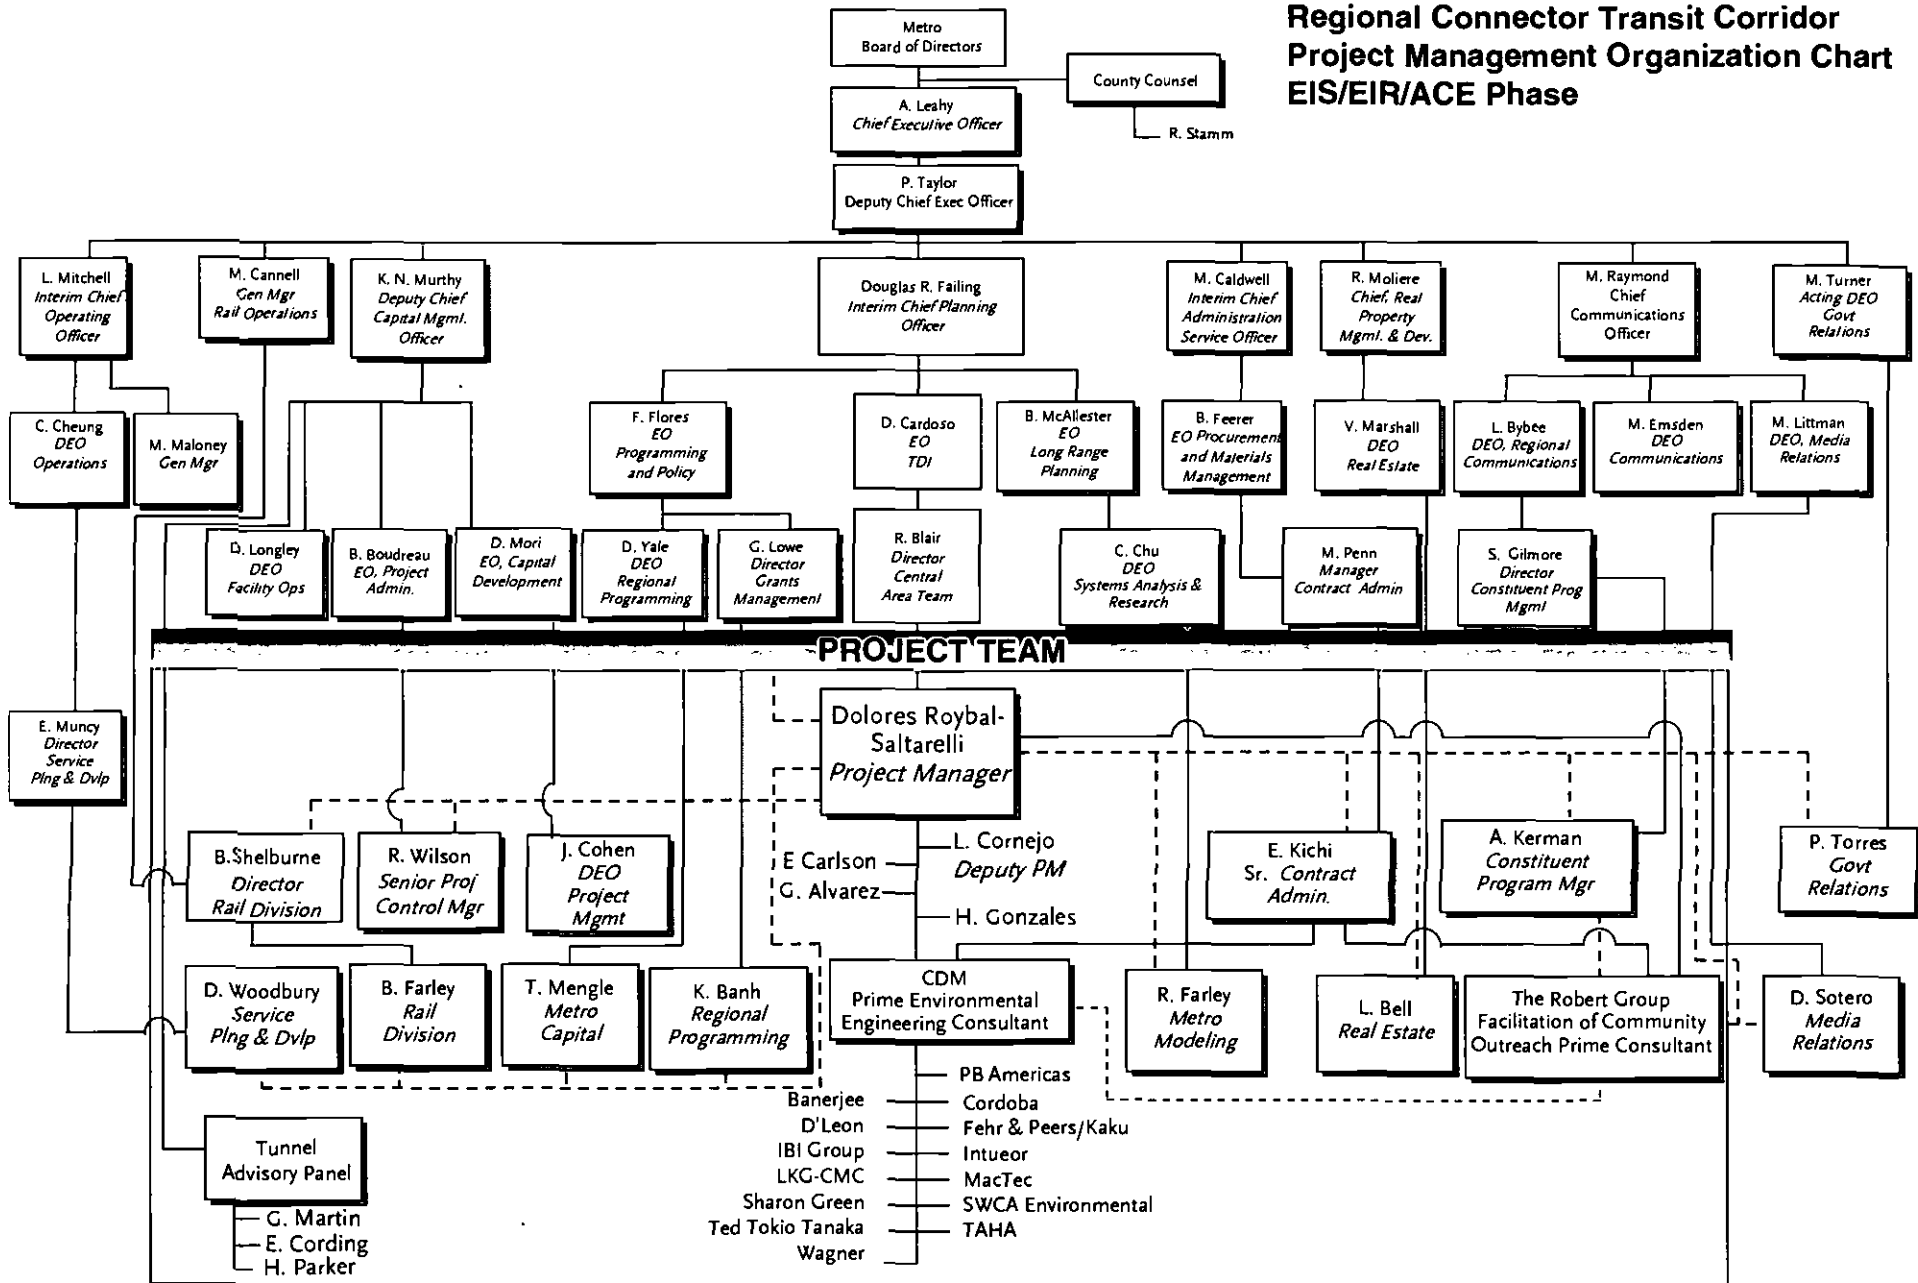 Regional Connector Transit Corridor
Project Management Organization Chart
EIS/EIR/ACE Phase
Metro
Board of Directors
County Counsel
R. Stamm
A. Leahy
Chief Executive Officer
P. Taylor
Deputy Chief Exec Officer
L. Mitchell
Interim Chief
Operating
Officer
M. Cannell
Gen Mgr
Rail Operations
K. N. Murthy
Deputy Chief
Capital Mgml.
Officer
Douglas R. Failing
Interim Chief Planning
Officer
M. Caldwell
Interim Chief
Administration
Service Officer
R. Moliere
Chief, Real
Property
Mgml. & Dev.
M. Raymond
Chief
Communications
Officer
M. Turner
Acting DEO
Govt
Relations
C. Cheung
DEO
Operations
M. Maloney
Gen Mgr
F. Flores
EO
Programming
and Policy
D. Cardoso
EO
TDI
B. McAllester
EO
Long Range
Planning
B. Feerer
EO Procurement
and Materials
Management
V. Marshall
DEO
Real Estate
L. Bybee
DEO, Regional
Communications
M. Emsden
DEO
Communications
M. Littman
DEO, Media
Relations
D. Longley
DEO
Facility Ops
B. Boudreau
EO, Project
Admin.
D. Mori
EO, Capital
Development
D. Yale
DEO
Regional
Programming
G. Lowe
Director
Grants
Management
R. Blair
Director
Central
Area Team
C. Chu
DEO
Systems Analysis &
Research
M. Penn
Manager
Contract Admin
S. Gilmore
Director
Constituent Prog
Mgml
PROJECT TEAM
E. Muncy
Director
Service
Plng & Dvlp
Dolores Roybal-
Saltarelli
Project Manager
B.Shelburne
Director
Rail Division
R. Wilson
Senior Proj
Control Mgr
J. Cohen
DEO
Project
Mgmt
E Carlson
G. Alvarez
L. Cornejo
Deputy PM
H. Gonzales
E. Kichi
Sr. Contract
Admin.
A. Kerman
Constituent
Program Mgr
P. Torres
Govt
Relations
D. Woodbury
Service
Plng & Dvlp
B. Farley
Rail
Division
T. Mengle
Metro
Capital
K. Banh
Regional
Programming
CDM
Prime Environmental
Engineering Consultant
R. Farley
Metro
Modeling
L. Bell
Real Estate
The Robert Group
Facilitation of Community
Outreach Prime Consultant
D. Sotero
Media
Relations
Tunnel
Advisory Panel
G. Martin
E. Cording
H. Parker
Banerjee
D'Leon
IBI Group
LKG-CMC
Sharon Green
Ted Tokio Tanaka
Wagner
PB Americas
Cordoba
Fehr & Peers/Kaku
Intueor
MacTec
SWCA Environmental
TAHA